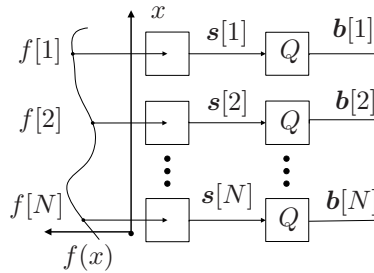 x
f[1] s[1] Q b[1]
f[2] s[2] Q b[2]
f[N] s[N] Q b[N]
f(x)